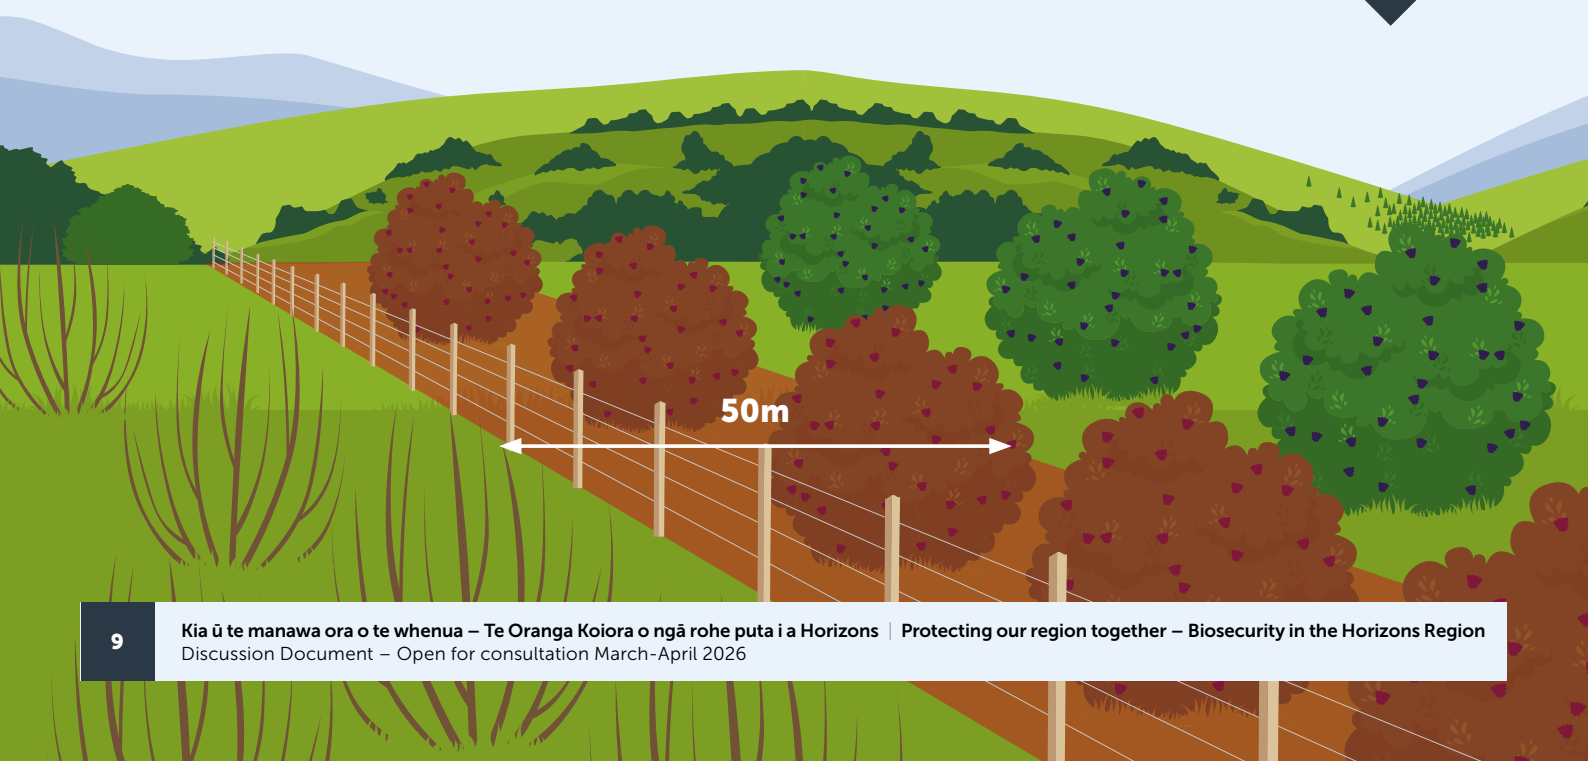 50m
9
Kia ū te manawa ora o te whenua – Te Oranga Koiora o ngā rohe puta i a Horizons | Protecting our region together – Biosecurity in the Horizons Region
Discussion Document – Open for consultation March-April 2026